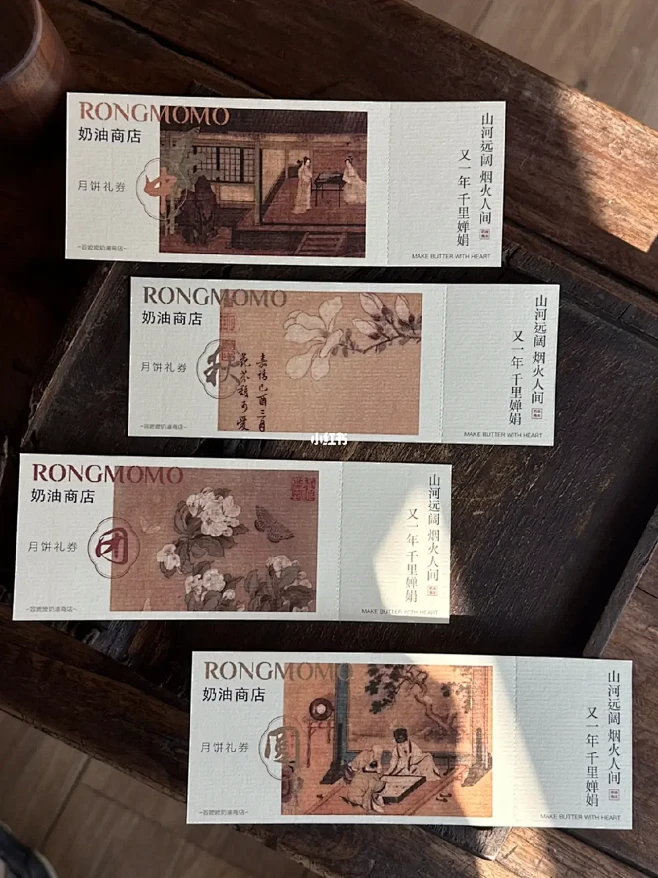 RONGMOMO
奶油商店
月饼礼券
中
山河远阔 烟火人间
又一年千里婵娟
MAKE BUTTER WITH HEART
RONGMOMO
奶油商店
月饼礼券
秋
嘉靖己酉三月
山河远阔 烟火人间
又一年千里婵娟
MAKE BUTTER WITH HEART
小红书
RONGMOMO
奶油商店
月饼礼券
团
山河远阔 烟火人间
又一年千里婵娟
MAKE BUTTER WITH HEART
RONGMOMO
奶油商店
月饼礼券
圆
山河远阔 烟火人间
又一年千里婵娟
MAKE BUTTER WITH HEART